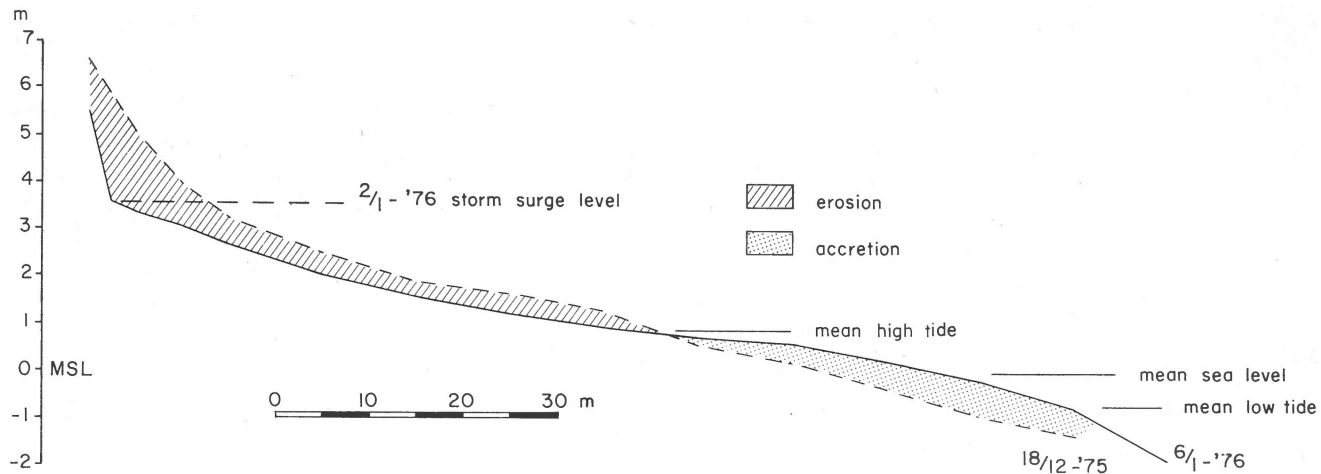 m
7
6
5
4
3
2
1
0 MSL
-1
-2
2/1-'76 storm surge level
erosion
accretion
mean high tide
mean sea level
mean low tide
0 10 20 30 m
18/12-'75
6/1-'76